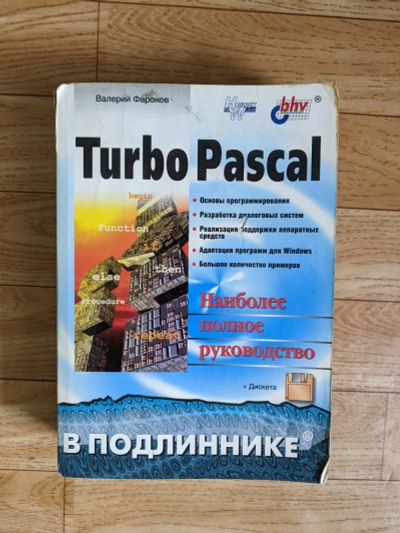 Валерий Фаронов
bhv®
Turbo Pascal
begin
Function
else
then
Procedure
repeat
• Основы программирования
• Разработка диалоговых систем
• Реализация поддержки аппаратных
средств
• Адаптация программ для Windows
• Большое количество примеров
Наиболее
полное
руководство
+ Дискета
В ПОДЛИННИКЕ®